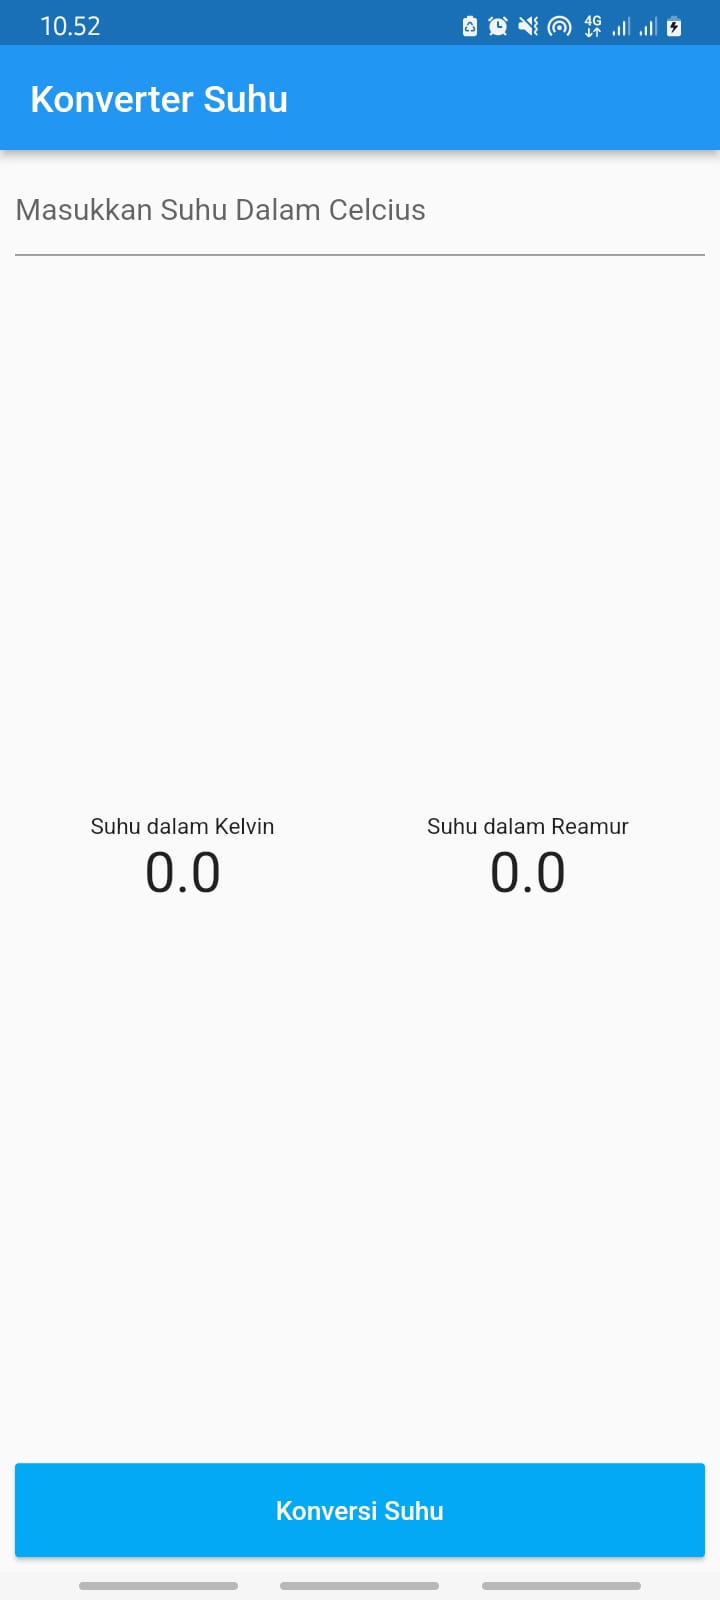 10.52
4G
Konverter Suhu
Masukkan Suhu Dalam Celcius
Suhu dalam Kelvin
Suhu dalam Reamur
0.0
0.0
Konversi Suhu